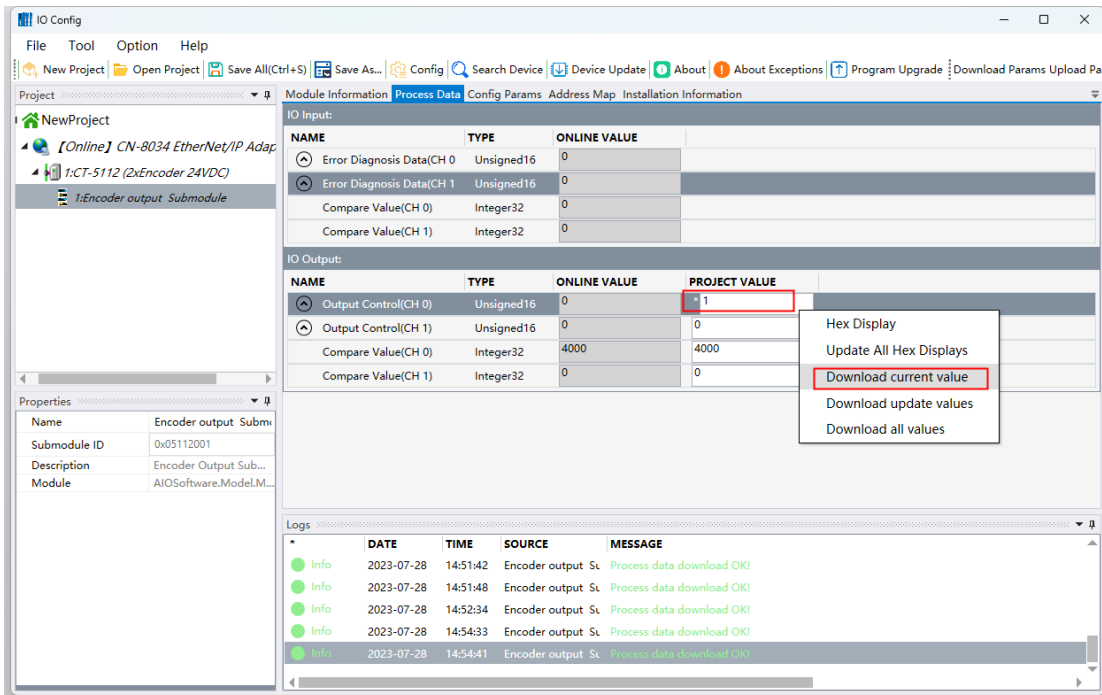 IO Config
File Tool Option Help
New Project Open Project Save All(Ctrl+S) Save As... Config Search Device Device Update About About Exceptions Program Upgrade Download Params Upload Pa
Project
Module Information Process Data Config Params Address Map Installation Information
NewProject
【Online】CN-8034 EtherNet/IP Adap
1:CT-5112 (2xEncoder 24VDC)
1:Encoder output Submodule
IO Input:
NAME TYPE ONLINE VALUE
Error Diagnosis Data(CH 0 Unsigned16 0
Error Diagnosis Data(CH 1 Unsigned16 0
Compare Value(CH 0) Integer32 0
Compare Value(CH 1) Integer32 0
IO Output:
NAME TYPE ONLINE VALUE PROJECT VALUE
Output Control(CH 0) Unsigned16 0 * 1
Output Control(CH 1) Unsigned16 0 0
Compare Value(CH 0) Integer32 4000 4000
Compare Value(CH 1) Integer32 0 0
Hex Display
Update All Hex Displays
Download current value
Download update values
Download all values
Properties
Name Encoder output Submo
Submodule ID 0x05112001
Description Encoder Output Sub...
Module AIOSoftware.Model.M...
Logs
* DATE TIME SOURCE MESSAGE
Info 2023-07-28 14:51:42 Encoder output Su Process data download OK!
Info 2023-07-28 14:51:48 Encoder output Su Process data download OK!
Info 2023-07-28 14:52:34 Encoder output Su Process data download OK!
Info 2023-07-28 14:54:33 Encoder output Su Process data download OK!
Info 2023-07-28 14:54:41 Encoder output Su Process data download OK!